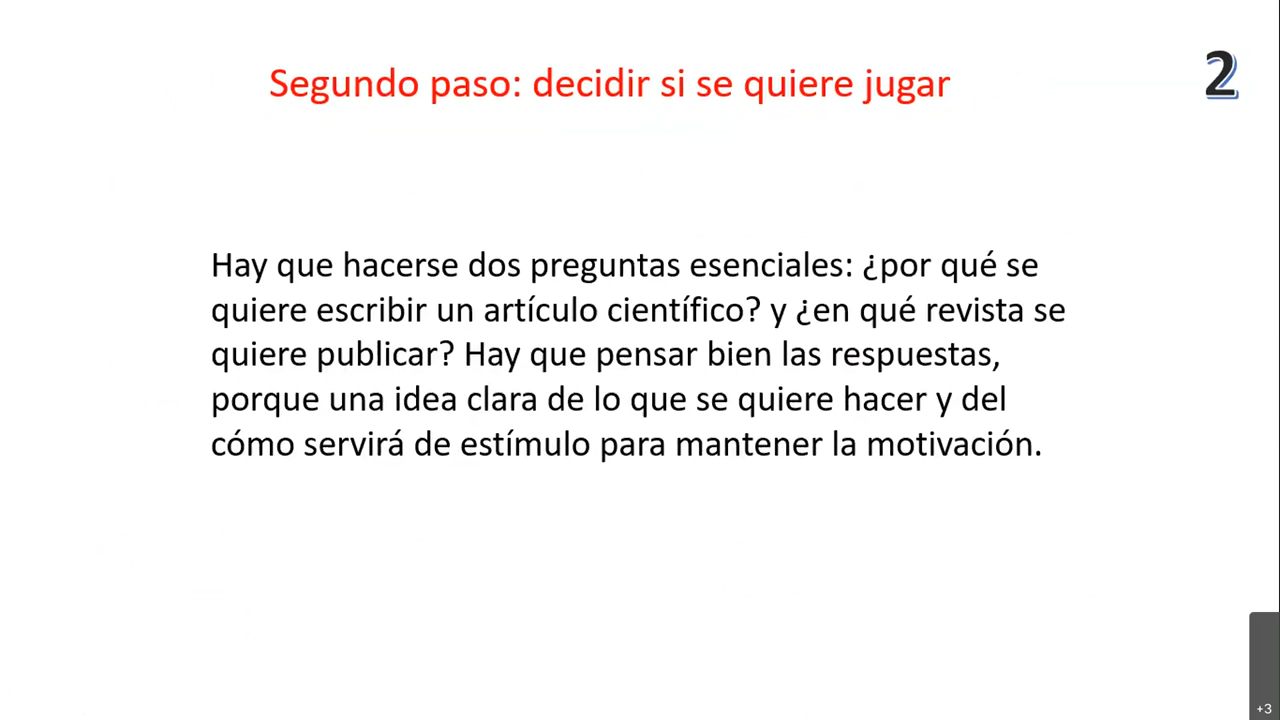 Segundo paso: decidir si se quiere jugar
2
Hay que hacerse dos preguntas esenciales: ¿por qué se
quiere escribir un artículo científico? y ¿en qué revista se
quiere publicar? Hay que pensar bien las respuestas,
porque una idea clara de lo que se quiere hacer y del
cómo servirá de estímulo para mantener la motivación.
+3